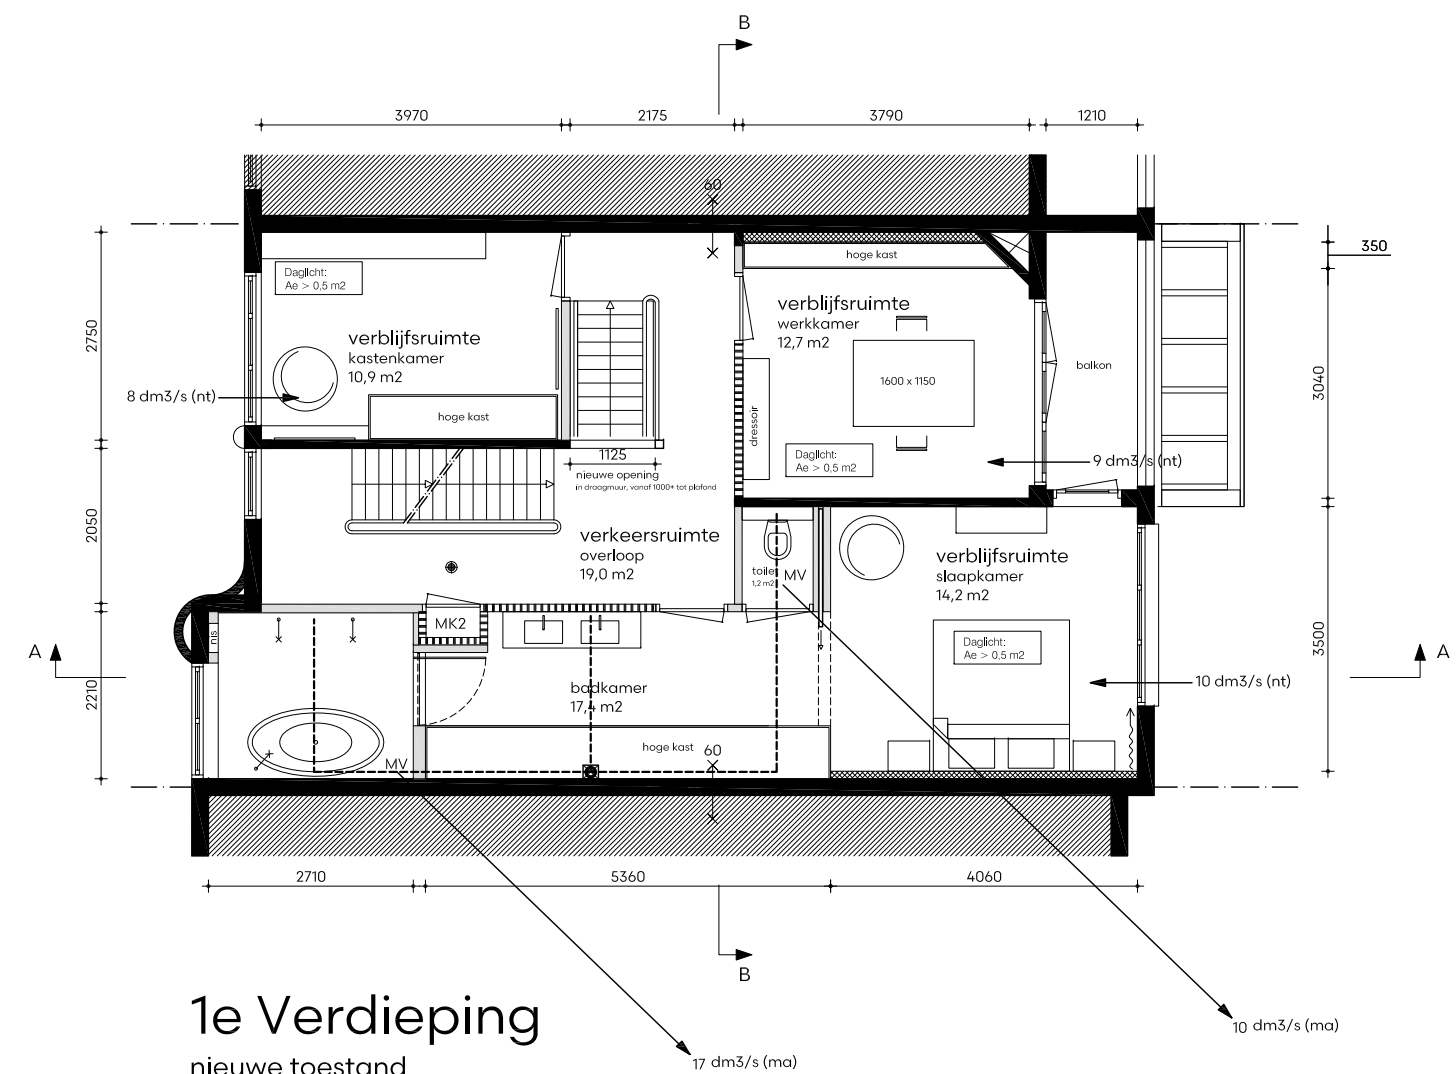 B
3970
2175
3790
1210
60
350
hoge kast
Daglicht:
Ae > 0,5 m2
verblijfsruimte
kastenkamer
10,9 m2
verblijfsruimte
werkkamer
12,7 m2
2750
8 dm3/s (nt)
hoge kast
1600 x 1150
balkon
3040
dressoir
Daglicht:
Ae > 0,5 m2
9 dm3/s (nt)
1125
nieuwe opening
in draagmuur, vanaf 1000+ tot plafond
2050
verkeersruimte
overloop
19,0 m2
toilet
1,2 m2
MV
verblijfsruimte
slaapkamer
14,2 m2
MK2
nis
Daglicht:
Ae > 0,5 m2
A
A
3500
2210
badkamer
17,4 m2
10 dm3/s (nt)
hoge kast
60
MV
2710
5360
4060
B
1e Verdieping
nieuwe toestand
10 dm3/s (ma)
17 dm3/s (ma)